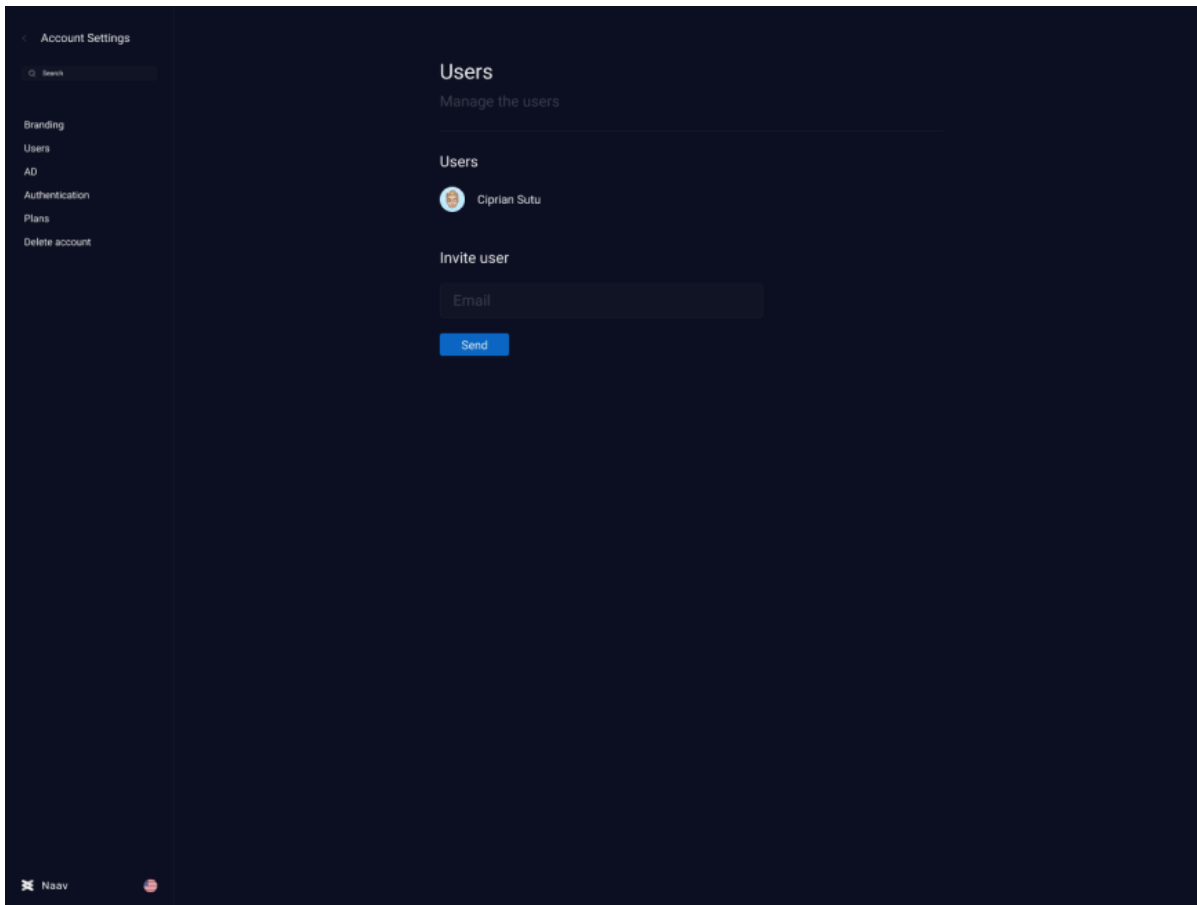 Account Settings
Search
Branding
Users
AD
Authentication
Plans
Delete account
Naav
Users
Manage the users
Users
Ciprian Sutu
Invite user
Email
Send